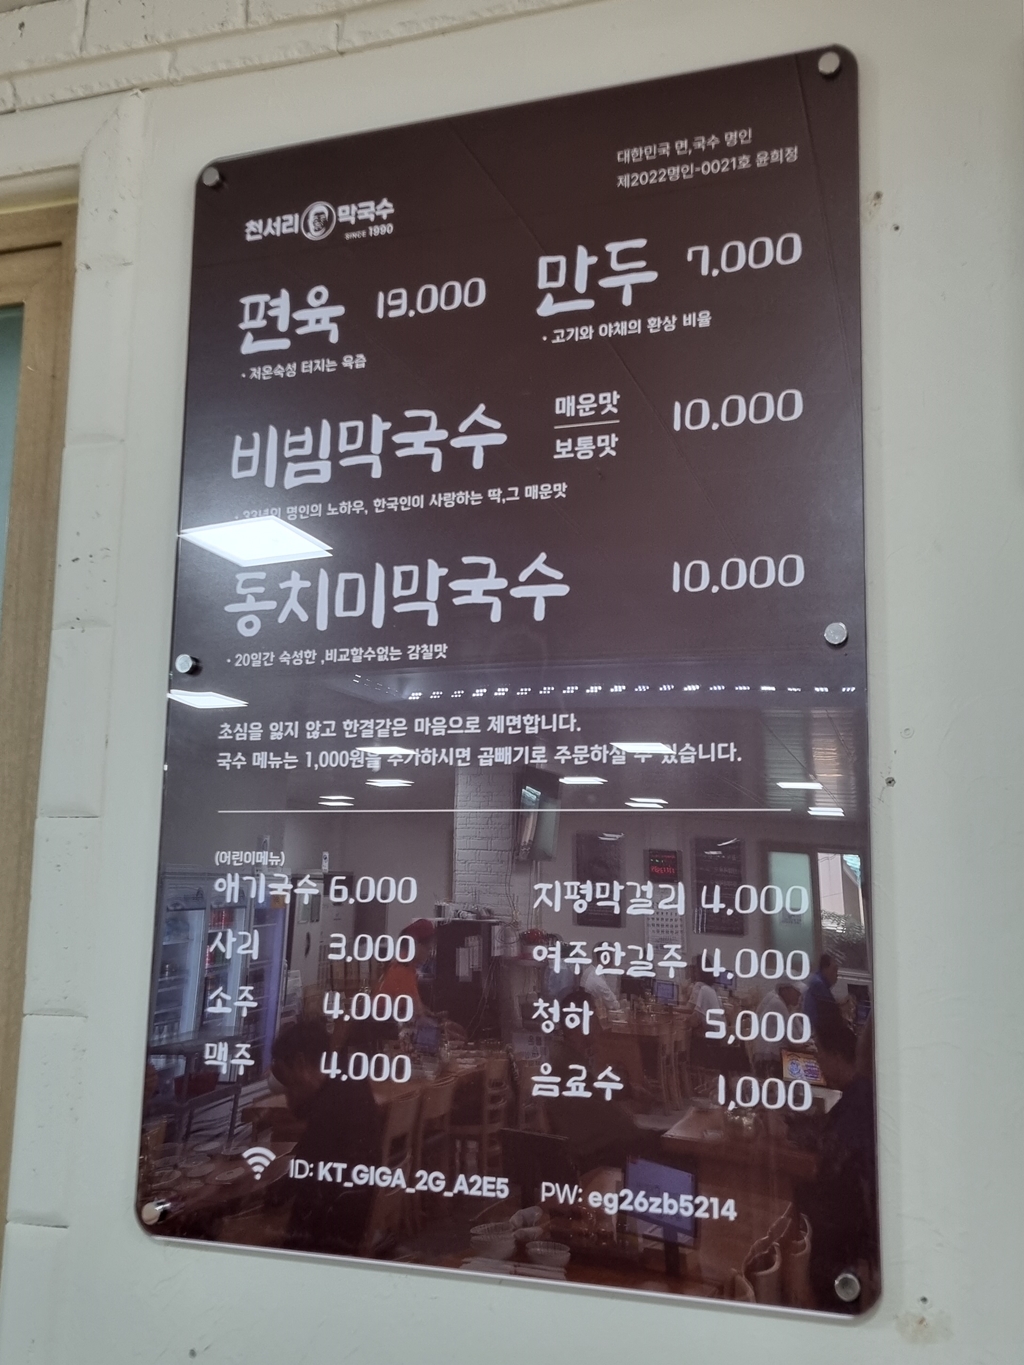 대한민국 면,국수 명인
제2022명인-0021호 윤희정
천서리 막국수
SINCE 1990
편육 19,000
· 저온숙성 터지는 육즙
만두 7,000
· 고기와 야채의 환상 비율
비빔막국수 매운맛 보통맛 10,000
· 33년의 명인의 노하우, 한국인이 사랑하는 딱,그 매운맛
동치미막국수 10,000
· 20일간 숙성한 ,비교할수없는 감칠맛
초심을 잃지 않고 한결같은 마음으로 제면합니다.
국수 메뉴는 1,000원을 추가하시면 곱빼기로 주문하실 수 있습니다.
(어린이메뉴)
애기국수 6,000
사리 3,000
소주 4,000
맥주 4,000
지평막걸리 4,000
여주한길주 4,000
청하 5,000
음료수 1,000
ID: KT_GIGA_2G_A2E5 PW: eg26zb5214